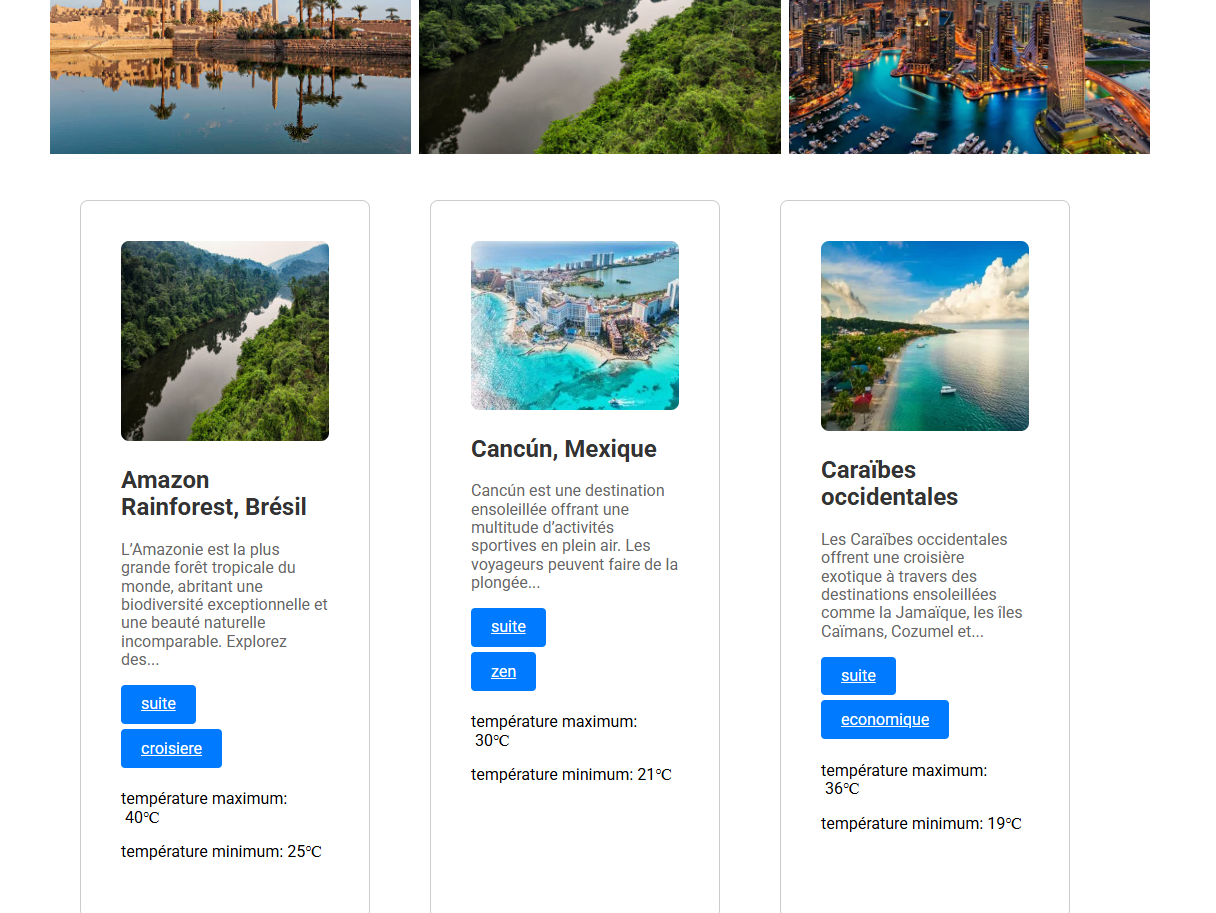 Amazon
Rainforest, Brésil
L’Amazonie est la plus
grande forêt tropicale du
monde, abritant une
biodiversité exceptionnelle et
une beauté naturelle
incomparable. Explorez
des...
suite
croisiere
température maximum:
40℃
température minimum: 25℃
Cancún, Mexique
Cancún est une destination
ensoleillée offrant une
multitude d’activités
sportives en plein air. Les
voyageurs peuvent faire de la
plongée...
suite
zen
température maximum:
30℃
température minimum: 21℃
Caraïbes
occidentales
Les Caraïbes occidentales
offrent une croisière
exotique à travers des
destinations ensoleillées
comme la Jamaïque, les îles
Caïmans, Cozumel et...
suite
economique
température maximum:
36℃
température minimum: 19℃